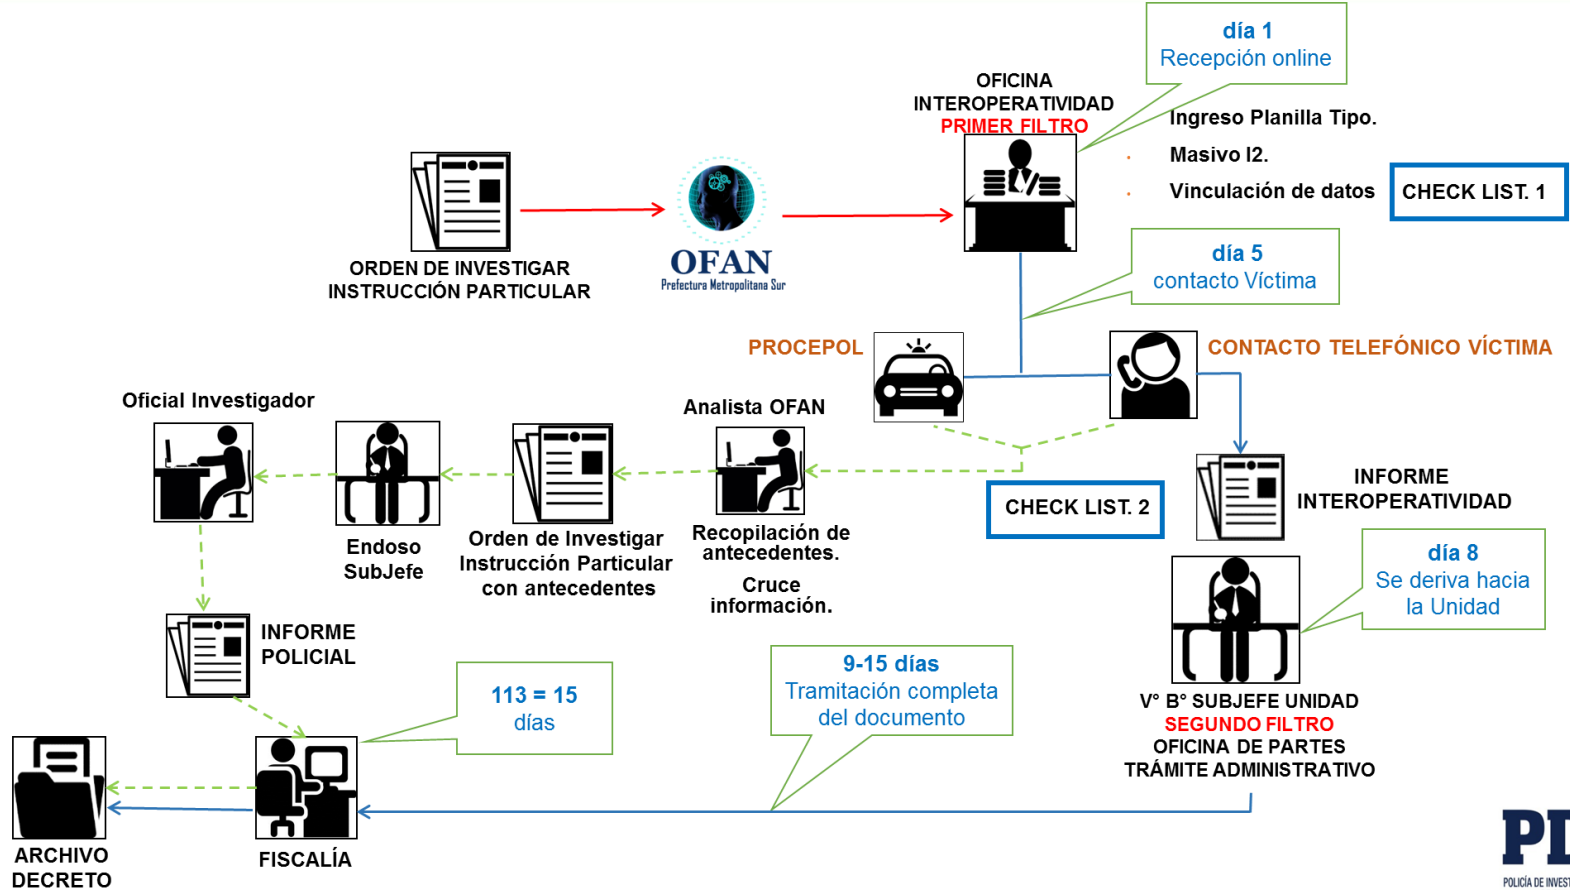 día 1
Recepción online
OFICINA
INTEROPERATIVIDAD
PRIMER FILTRO
Ingreso Planilla Tipo.
Masivo I2.
Vinculación de datos
CHECK LIST. 1
ORDEN DE INVESTIGAR
INSTRUCCIÓN PARTICULAR
OFAN
Prefectura Metropolitana Sur
día 5
contacto Víctima
PROCEPOL
CONTACTO TELEFÓNICO VÍCTIMA
Oficial Investigador
Analista OFAN
CHECK LIST. 2
INFORME
INTEROPERATIVIDAD
Endoso
SubJefe
Orden de Investigar
Instrucción Particular
con antecedentes
Recopilación de
antecedentes.
Cruce
información.
día 8
Se deriva hacia
la Unidad
INFORME
POLICIAL
113 = 15
días
9-15 días
Tramitación completa
del documento
V° B° SUBJEFE UNIDAD
SEGUNDO FILTRO
OFICINA DE PARTES
TRÁMITE ADMINISTRATIVO
ARCHIVO
DECRETO
FISCALÍA
POLICÍA DE